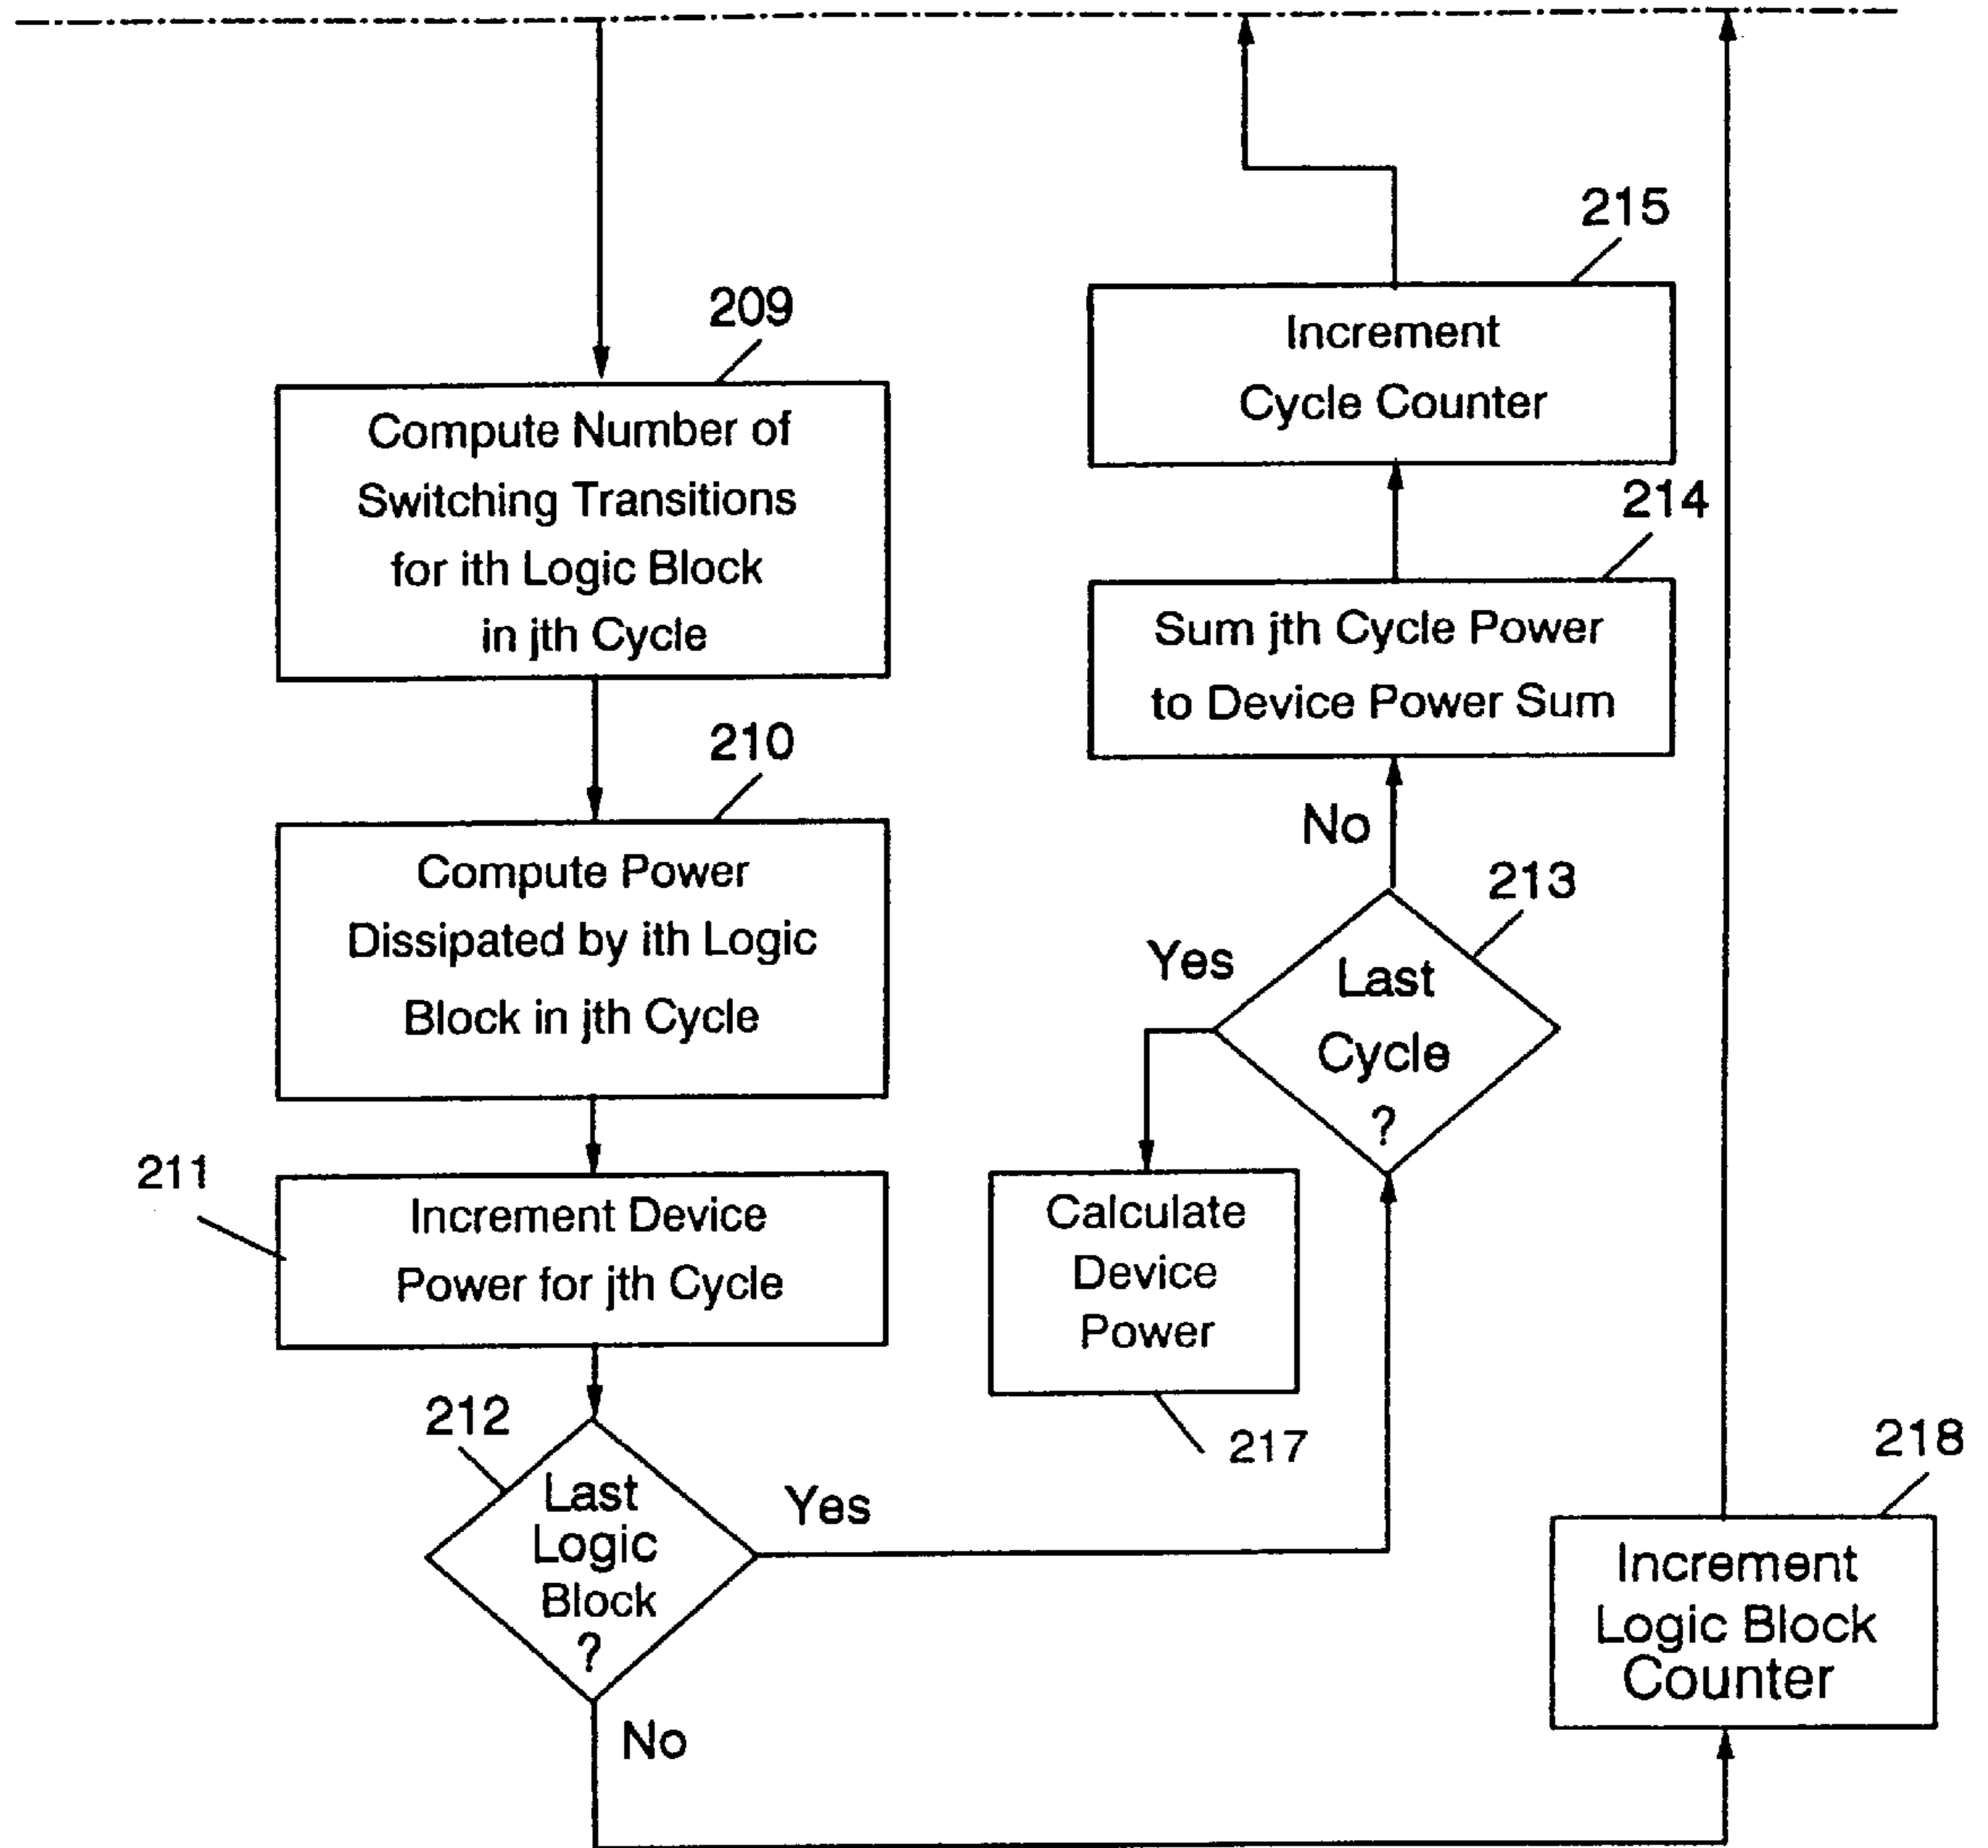 209
Compute Number of
Switching Transitions
for ith Logic Block
in jth Cycle
210
Compute Power
Dissipated by ith Logic
Block in jth Cycle
211
Increment Device
Power for jth Cycle
212
Last
Logic
Block
?
Yes
No
215
Increment
Cycle Counter
214
Sum jth Cycle Power
to Device Power Sum
No
213
Yes
Last
Cycle
?
Calculate
Device
Power
217
218
Increment
Logic Block
Counter